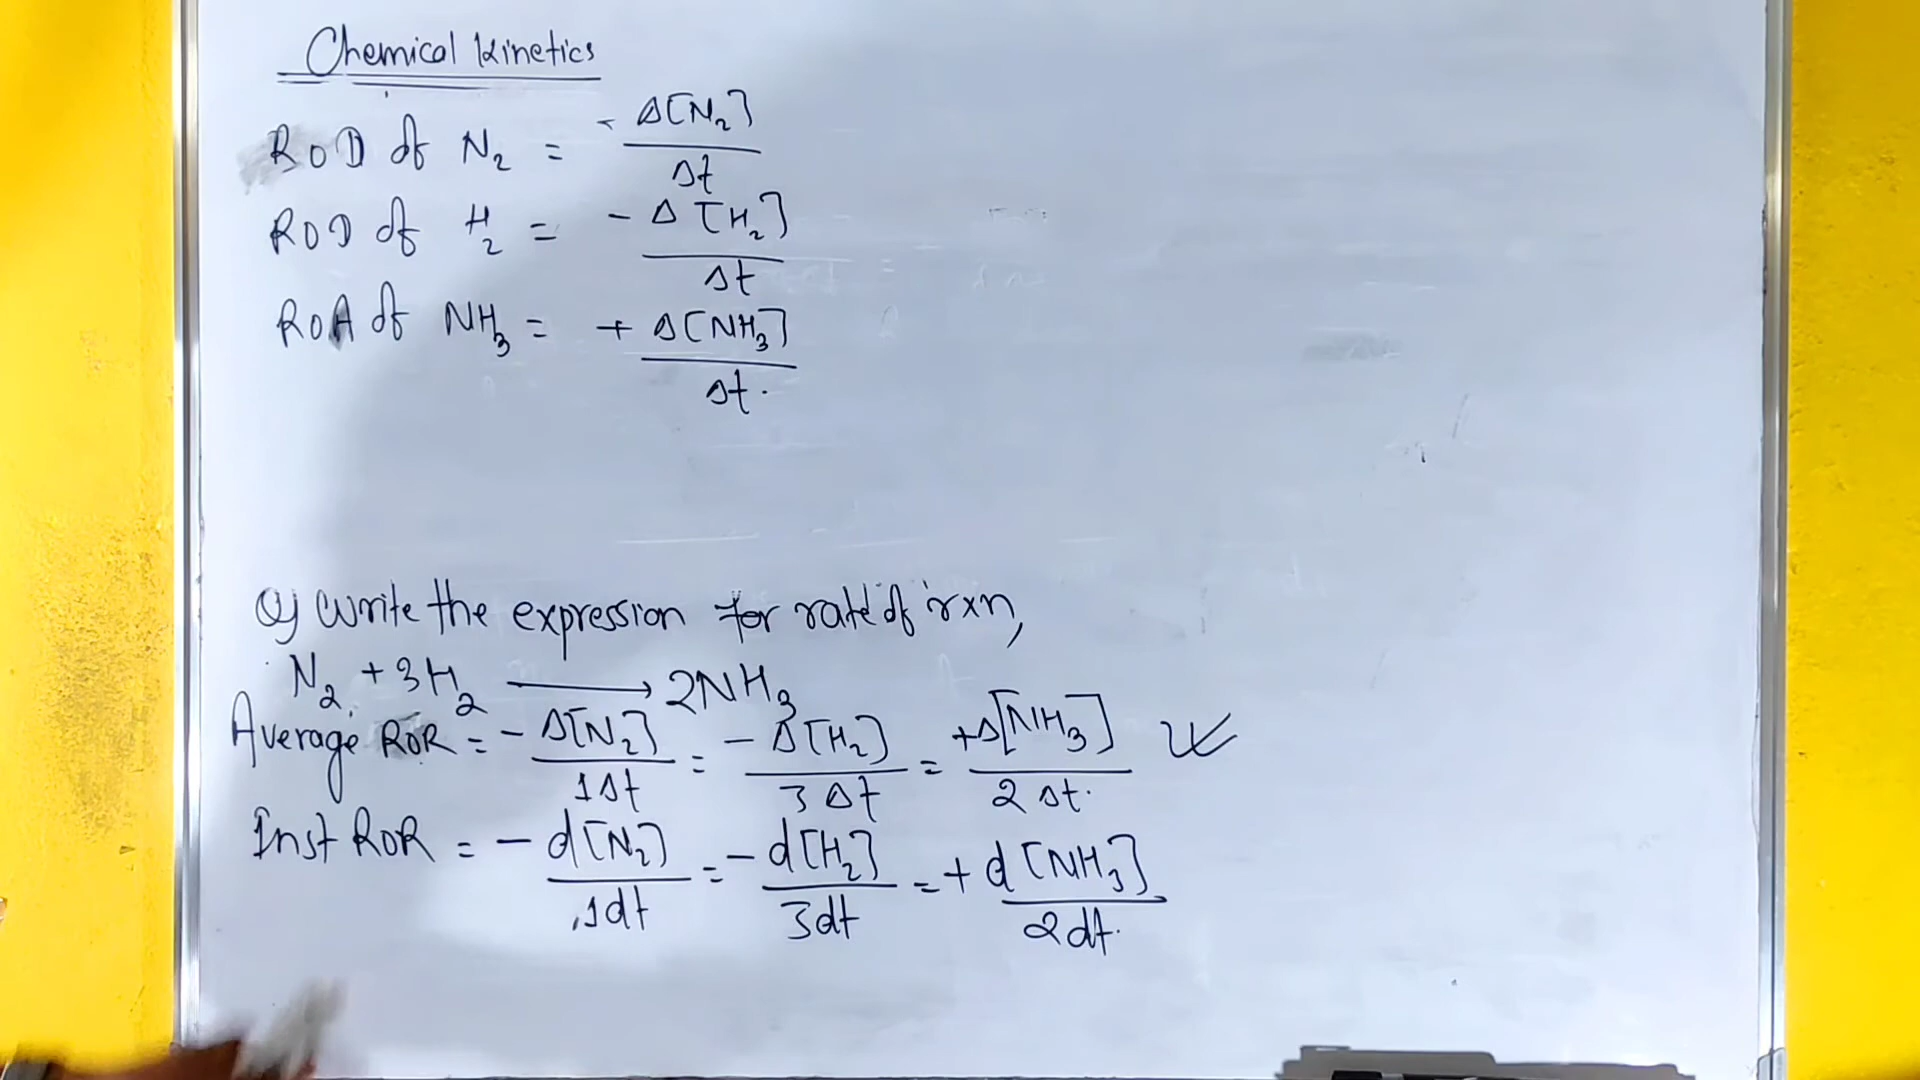 Chemical Kinetics
ROD of N₂ = - Δ[N₂]
Δt
ROD of H₂ = - Δ[H₂]
Δt
ROA of NH₃ = + Δ[NH₃]
Δt.
Q) Write the expression for rate of rxn,
N₂ + 3H₂ ⟶ 2NH₃
Average ROR = - Δ[N₂] = - Δ[H₂] = + Δ[NH₃]
1Δt 3Δt 2Δt.
Inst ROR = - d[N₂] = - d[H₂] = + d[NH₃]
1dt 3dt 2dt.